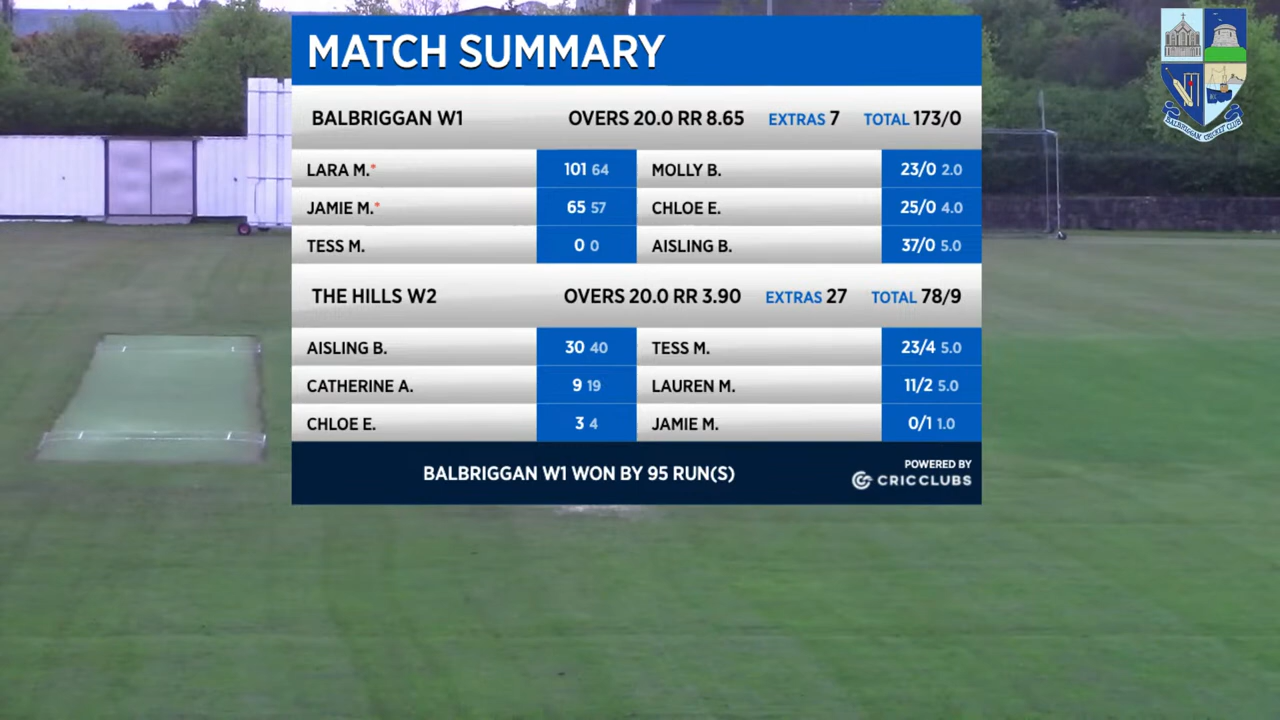 MATCH SUMMARY
BALBRIGGAN W1 OVERS 20.0 RR 8.65 EXTRAS 7 TOTAL 173/0
LARA M.* 101 64 MOLLY B. 23/0 2.0
JAMIE M.* 65 57 CHLOE E. 25/0 4.0
TESS M. 0 0 AISLING B. 37/0 5.0
THE HILLS W2 OVERS 20.0 RR 3.90 EXTRAS 27 TOTAL 78/9
AISLING B. 30 40 TESS M. 23/4 5.0
CATHERINE A. 9 19 LAUREN M. 11/2 5.0
CHLOE E. 3 4 JAMIE M. 0/1 1.0
BALBRIGGAN W1 WON BY 95 RUN(S)
POWERED BY
CRICCLUBS
BALBRIGGAN CRICKET CLUB